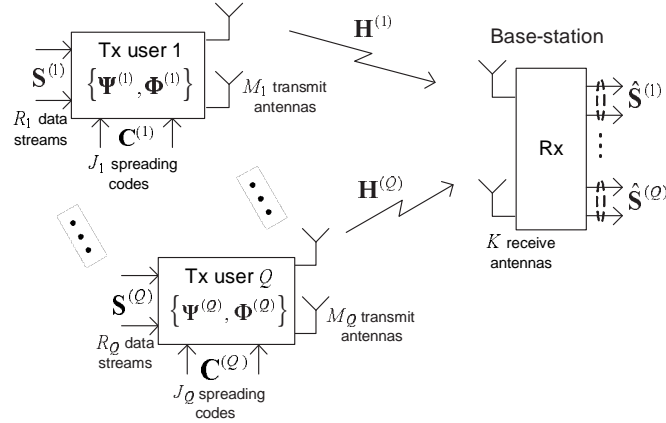 Tx user 1
{Ψ^(1), Φ^(1)}
S^(1)
R_1 data
streams
C^(1)
J_1 spreading
codes
M_1 transmit
antennas
H^(1)
Base-station
Rx
Ŝ^(1)
Ŝ^(Q)
K receive
antennas
H^(Q)
Tx user Q
{Ψ^(Q), Φ^(Q)}
S^(Q)
R_Q data
streams
C^(Q)
J_Q spreading
codes
M_Q transmit
antennas